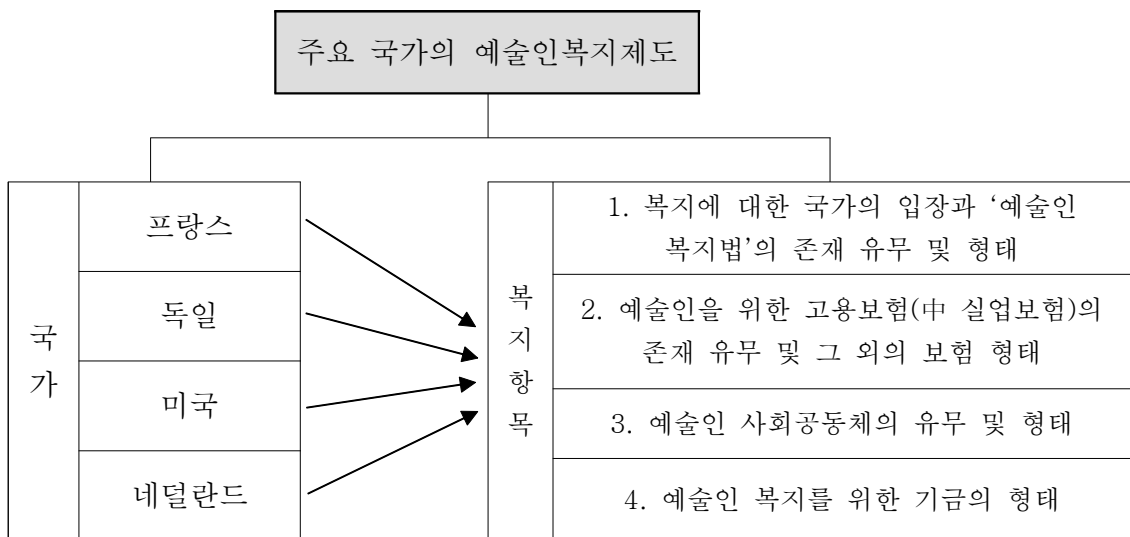 주요 국가의 예술인복지제도
국가
프랑스
독일
미국
네덜란드
복지항목
1. 복지에 대한 국가의 입장과 ‘예술인
복지법’의 존재 유무 및 형태
2. 예술인을 위한 고용보험(中 실업보험)의
존재 유무 및 그 외의 보험 형태
3. 예술인 사회공동체의 유무 및 형태
4. 예술인 복지를 위한 기금의 형태